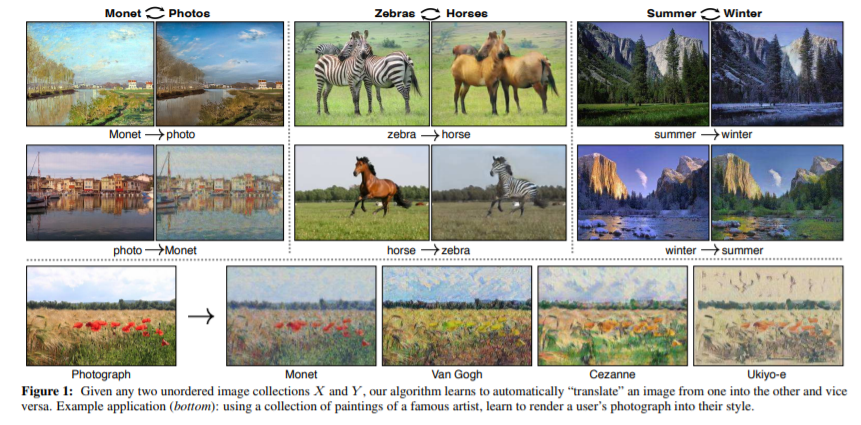 Monet ⟳ Photos
Zebras ⟳ Horses
Summer ⟳ Winter
Monet → photo
zebra → horse
summer → winter
photo → Monet
horse → zebra
winter → summer
Photograph
Monet
Van Gogh
Cezanne
Ukiyo-e
Figure 1: Given any two unordered image collections X and Y, our algorithm learns to automatically “translate” an image from one into the other and vice
versa. Example application (bottom): using a collection of paintings of a famous artist, learn to render a user’s photograph into their style.